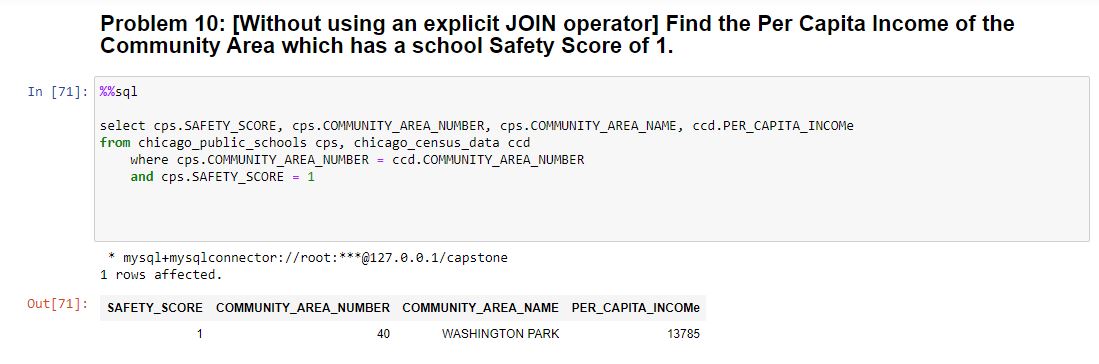 Problem 10: [Without using an explicit JOIN operator] Find the Per Capita Income of the
Community Area which has a school Safety Score of 1.
In [71]: %%sql
select cps.SAFETY_SCORE, cps.COMMUNITY_AREA_NUMBER, cps.COMMUNITY_AREA_NAME, ccd.PER_CAPITA_INCOMe
from chicago_public_schools cps, chicago_census_data ccd
where cps.COMMUNITY_AREA_NUMBER = ccd.COMMUNITY_AREA_NUMBER
and cps.SAFETY_SCORE = 1
* mysql+mysqlconnector://root:***@127.0.0.1/capstone
1 rows affected.
Out[71]: SAFETY_SCORE COMMUNITY_AREA_NUMBER COMMUNITY_AREA_NAME PER_CAPITA_INCOMe
1 40 WASHINGTON PARK 13785